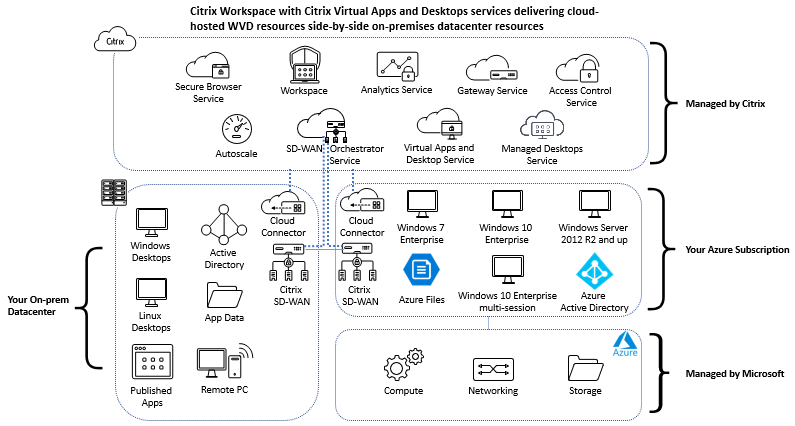 Citrix Workspace with Citrix Virtual Apps and Desktops services delivering cloud-
hosted WVD resources side-by-side on-premises datacenter resources
Citrix
Secure Browser
Service
Workspace
Analytics Service
Gateway Service
Access Control
Service
Managed by Citrix
Autoscale
SD-WAN Orchestrator
Service
Virtual Apps and
Desktop Service
Managed Desktops
Service
Your On-prem
Datacenter
Windows
Desktops
Active
Directory
Cloud
Connector
Linux
Desktops
App Data
Citrix
SD-WAN
Published
Apps
Remote PC
Cloud
Connector
Citrix
SD-WAN
Windows 7
Enterprise
Windows 10
Enterprise
Windows Server
2012 R2 and up
Azure Files
Windows 10 Enterprise
multi-session
Azure
Active Directory
Your Azure Subscription
Azure
Compute
Networking
Storage
Managed by Microsoft